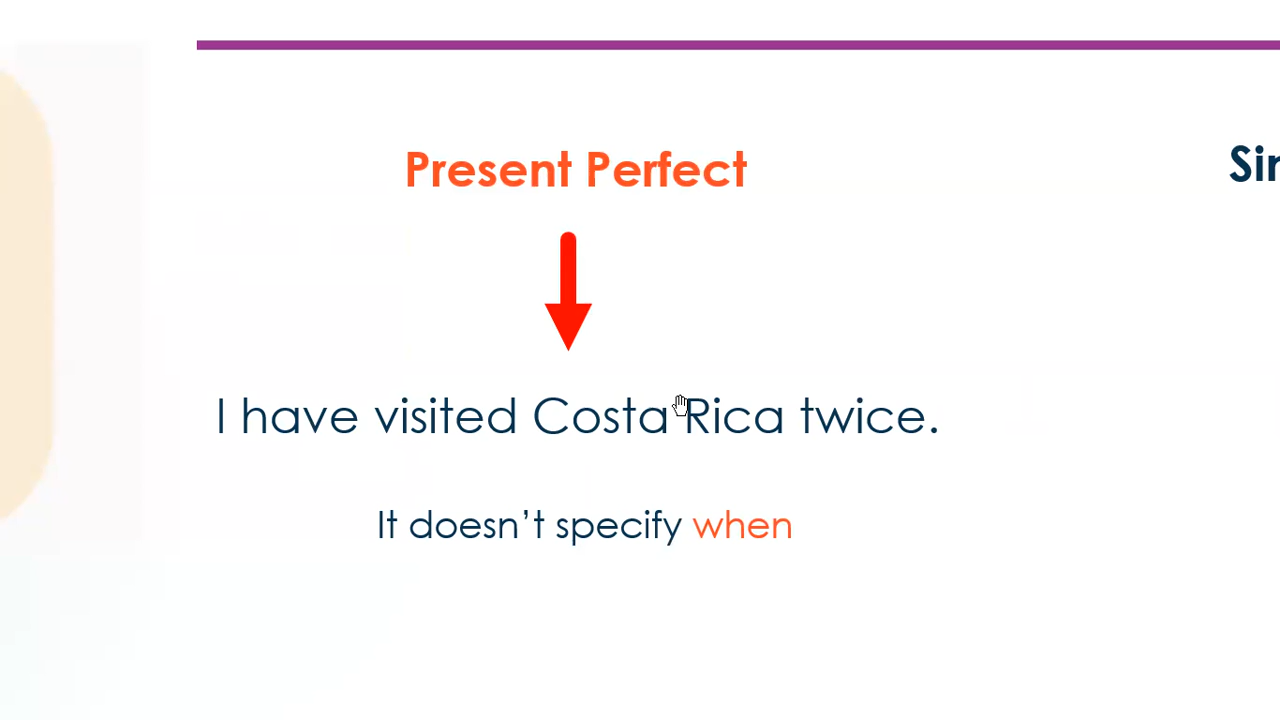 Present Perfect
I have visited Costa Rica twice.
It doesn’t specify when